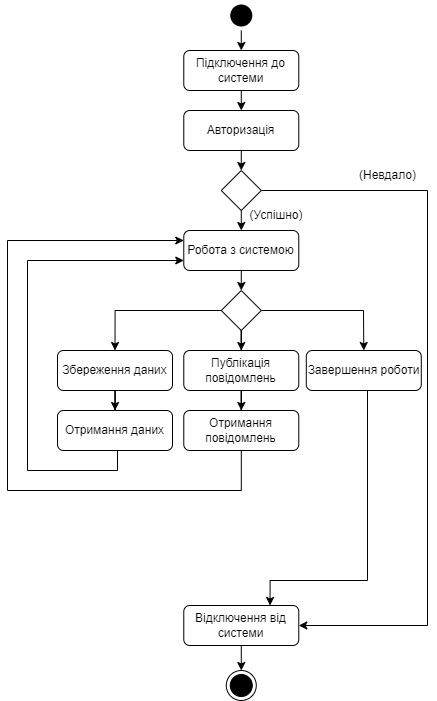 Підключення до
системи
Авторизація
(Невдало)
(Успішно)
Робота з системою
Збереження даних
Публікація
повідомлень
Завершення роботи
Отримання даних
Отримання
повідомлень
Відключення від
системи